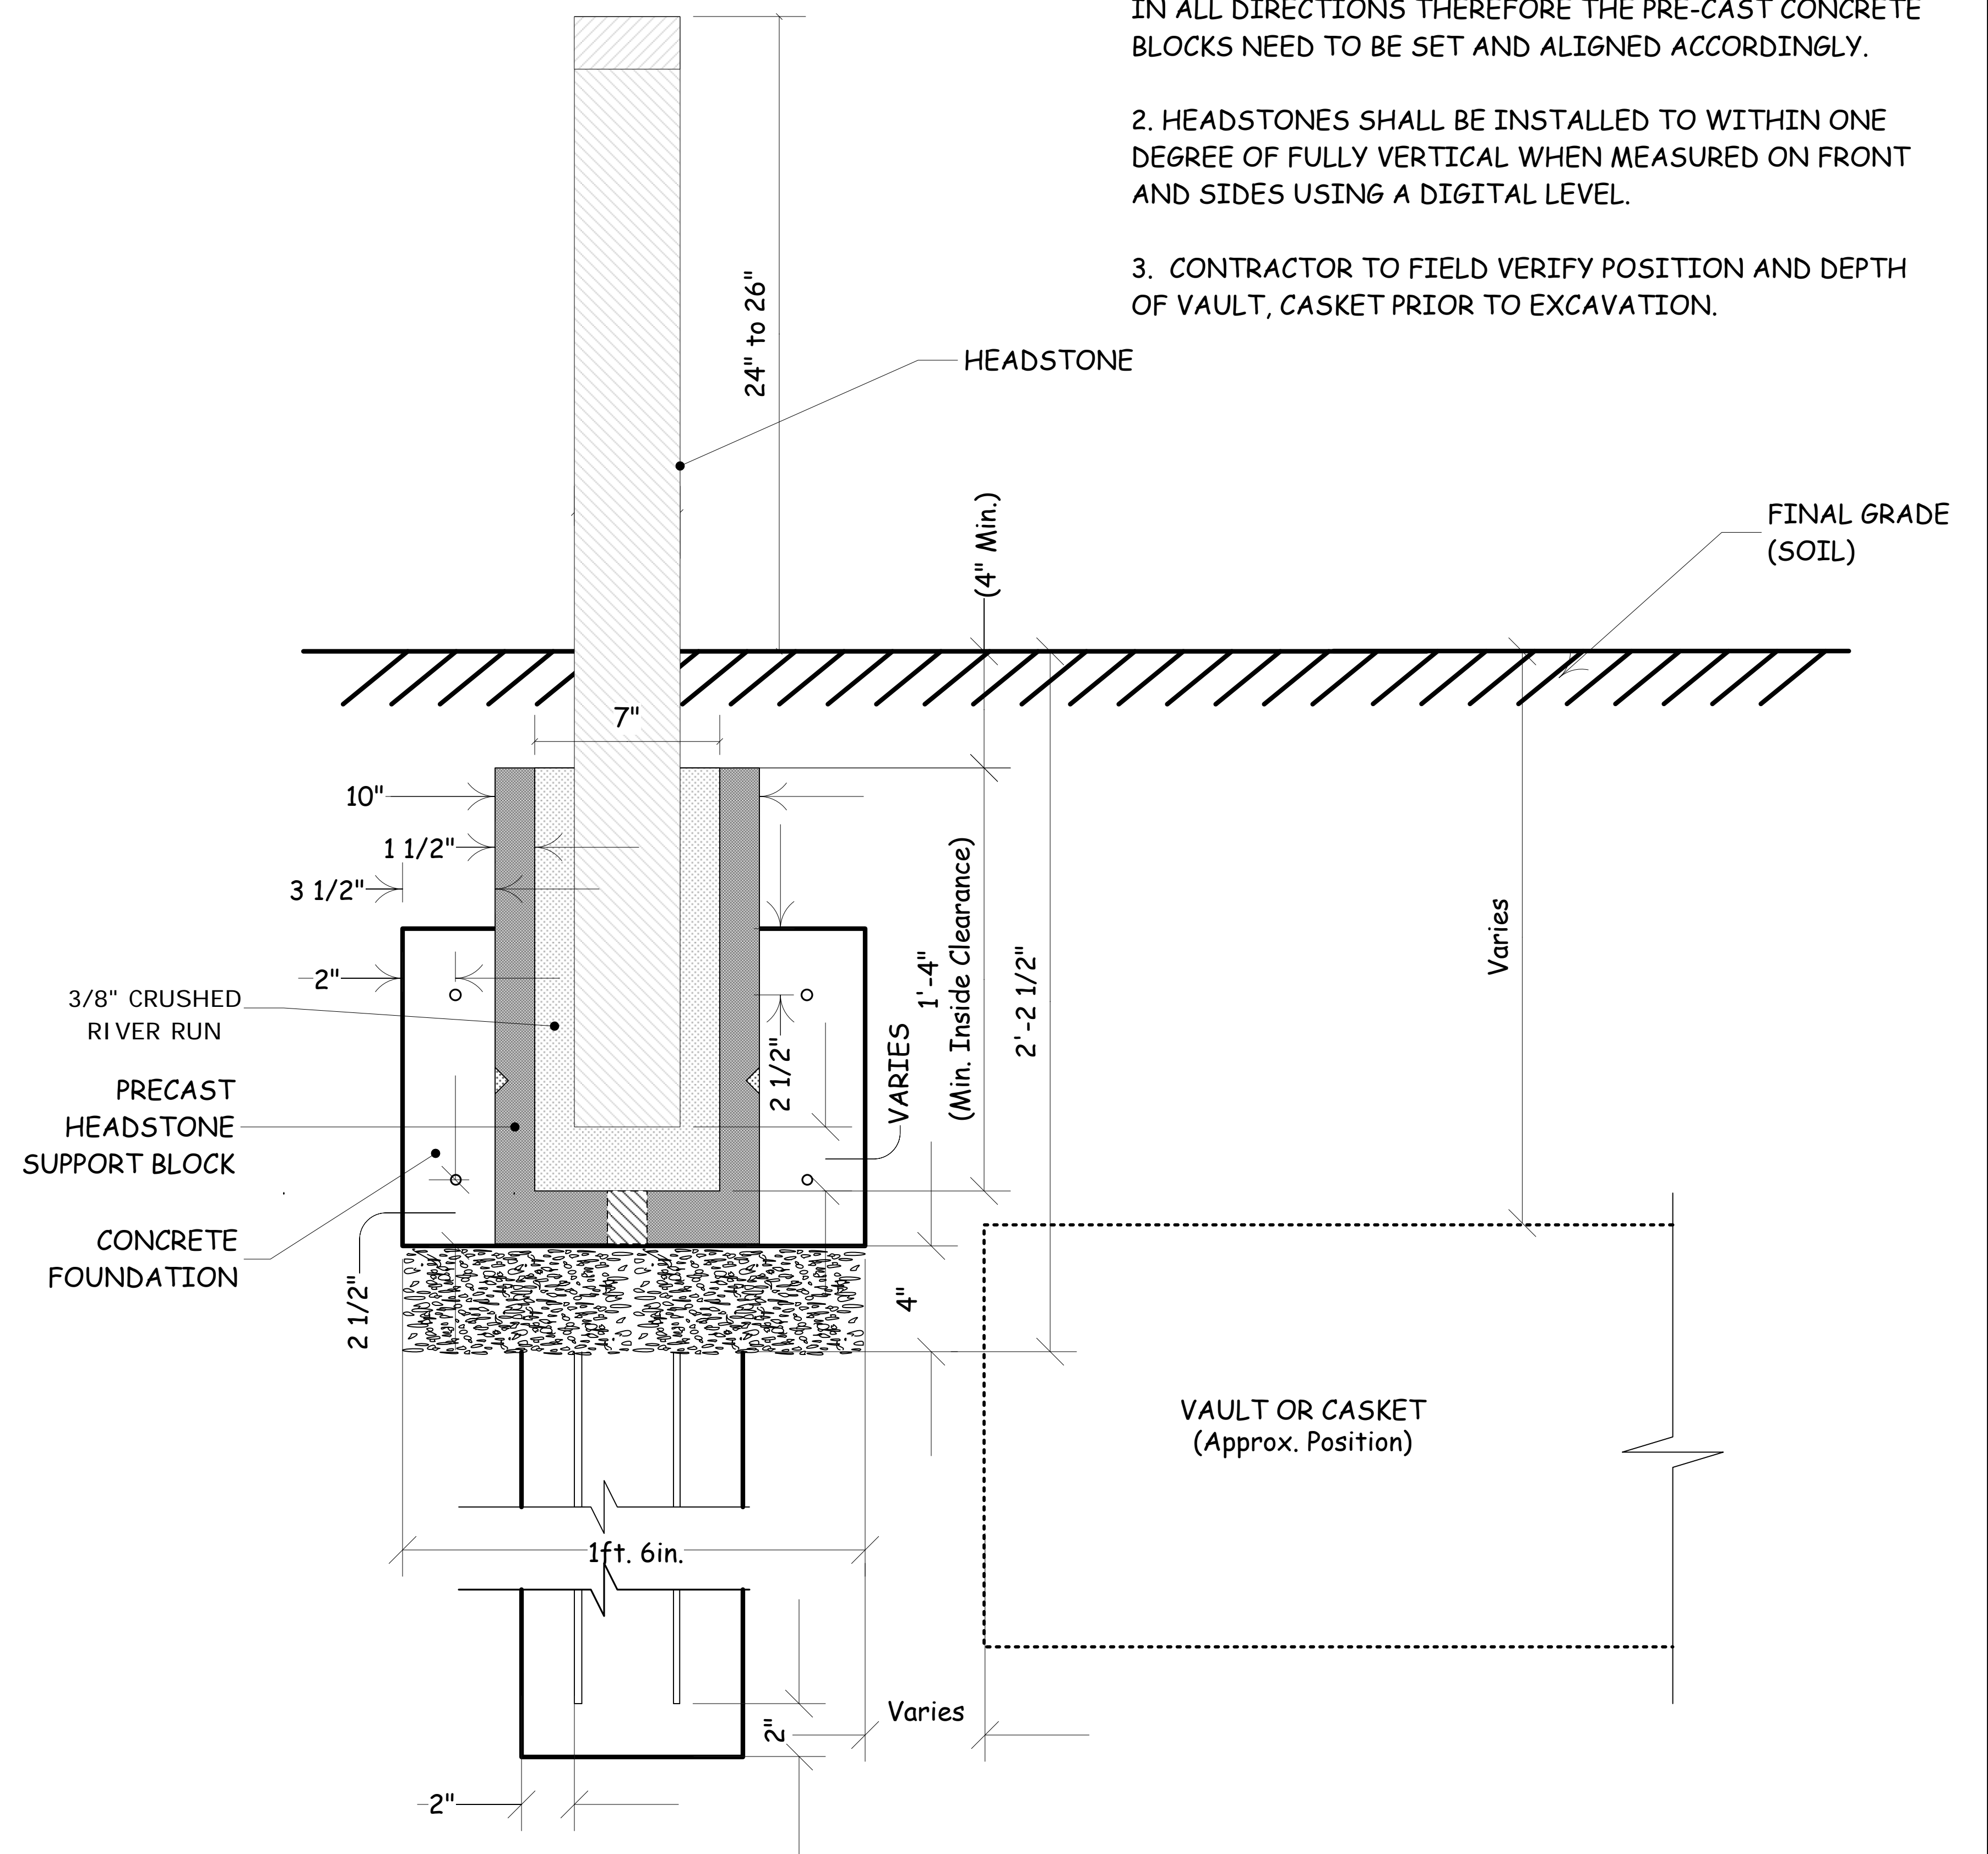 IN ALL DIRECTIONS THEREFORE THE PRE-CAST CONCRETE
BLOCKS NEED TO BE SET AND ALIGNED ACCORDINGLY.
2. HEADSTONES SHALL BE INSTALLED TO WITHIN ONE
DEGREE OF FULLY VERTICAL WHEN MEASURED ON FRONT
AND SIDES USING A DIGITAL LEVEL.
3. CONTRACTOR TO FIELD VERIFY POSITION AND DEPTH
OF VAULT, CASKET PRIOR TO EXCAVATION.
24" to 26"
HEADSTONE
(4" Min.)
FINAL GRADE
(SOIL)
7"
10"
1 1/2"
3 1/2"
2"
3/8" CRUSHED
RIVER RUN
PRECAST
HEADSTONE
SUPPORT BLOCK
CONCRETE
FOUNDATION
2 1/2"
2 1/2"
VARIES
1'-4"
(Min. Inside Clearance)
2'-2 1/2"
Varies
4"
VAULT OR CASKET
(Approx. Position)
1ft. 6in.
Varies
2"
2"